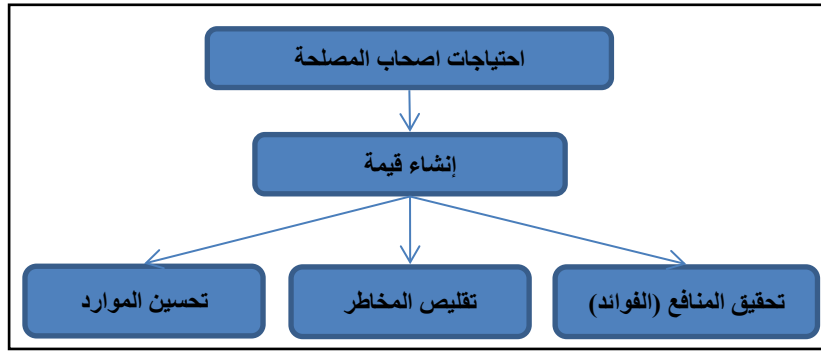 احتياجات اصحاب المصلحة
إنشاء قيمة
تحقيق المنافع (الفوائد)
تقليص المخاطر
تحسين الموارد